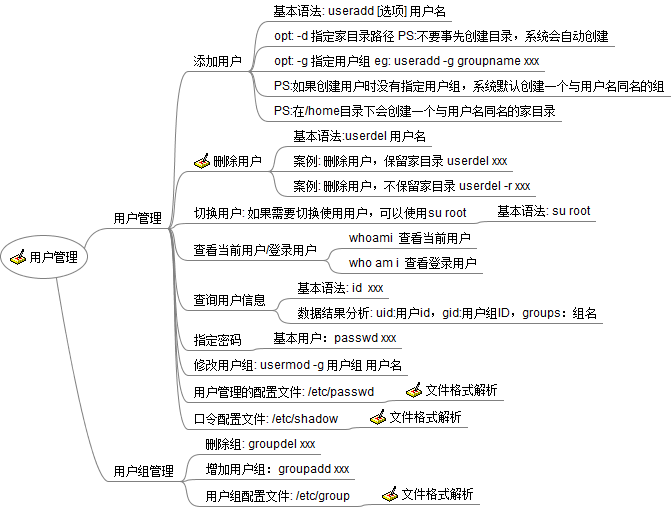 用户管理
用户管理
添加用户
基本语法: useradd [选项] 用户名
opt: -d 指定家目录路径 PS:不要事先创建目录，系统会自动创建
opt: -g 指定用户组 eg: useradd -g groupname xxx
PS:如果创建用户时没有指定用户组，系统默认创建一个与用户名同名的组
PS:在/home目录下会创建一个与用户名同名的家目录
删除用户
基本语法:userdel 用户名
案例: 删除用户，保留家目录 userdel xxx
案例: 删除用户，不保留家目录 userdel -r xxx
切换用户: 如果需要切换使用用户，可以使用su root
基本语法: su root
查看当前用户/登录用户
whoami 查看当前用户
who am i 查看登录用户
查询用户信息
基本语法: id xxx
数据结果分析: uid:用户id，gid:用户组ID，groups：组名
指定密码
基本用户：passwd xxx
修改用户组: usermod -g 用户组 用户名
用户管理的配置文件: /etc/passwd
文件格式解析
口令配置文件: /etc/shadow
文件格式解析
用户组管理
删除组: groupdel xxx
增加用户组：groupadd xxx
用户组配置文件: /etc/group
文件格式解析